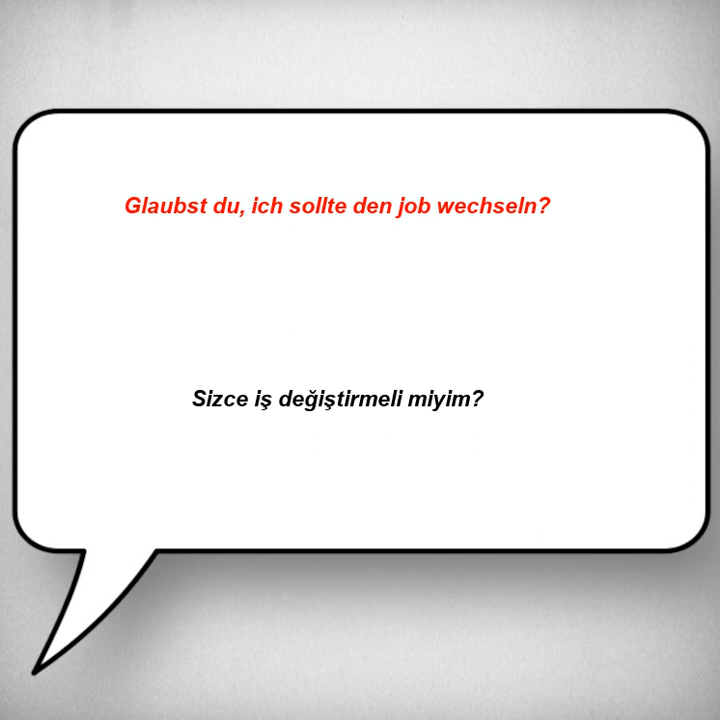 Glaubst du, ich sollte den job wechseln?
Sizce iş değiştirmeli miyim?